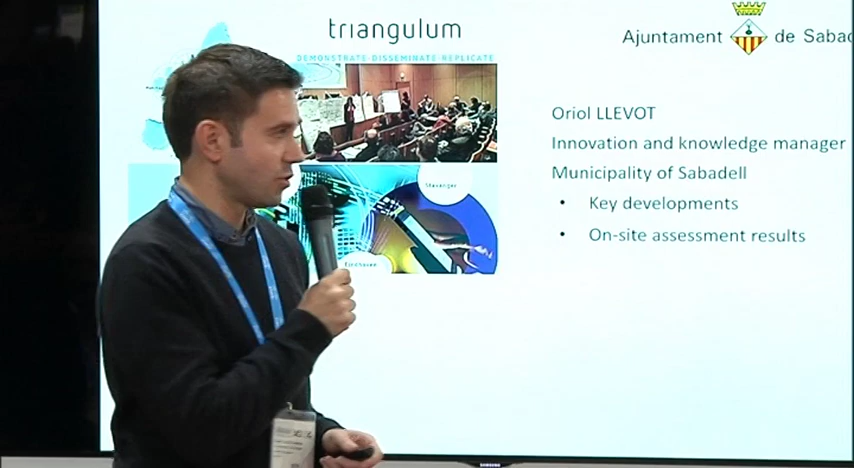 triangulum
DEMONSTRATE·DISSEMINATE·REPLICATE
Ajuntament de Sabad
Oriol LLEVOT
Innovation and knowledge manager
Municipality of Sabadell
• Key developments
• On-site assessment results
Stavanger
Eindhoven